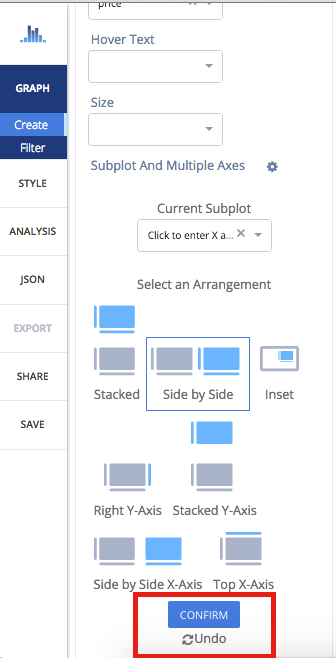 price
Hover Text
GRAPH
Size
Create
Filter
Subplot And Multiple Axes
STYLE
Current Subplot
ANALYSIS
Click to enter X a...
JSON
Select an Arrangement
EXPORT
SHARE
Stacked
Side by Side
Inset
SAVE
Right Y-Axis
Stacked Y-Axis
Side by Side X-Axis
Top X-Axis
CONFIRM
Undo